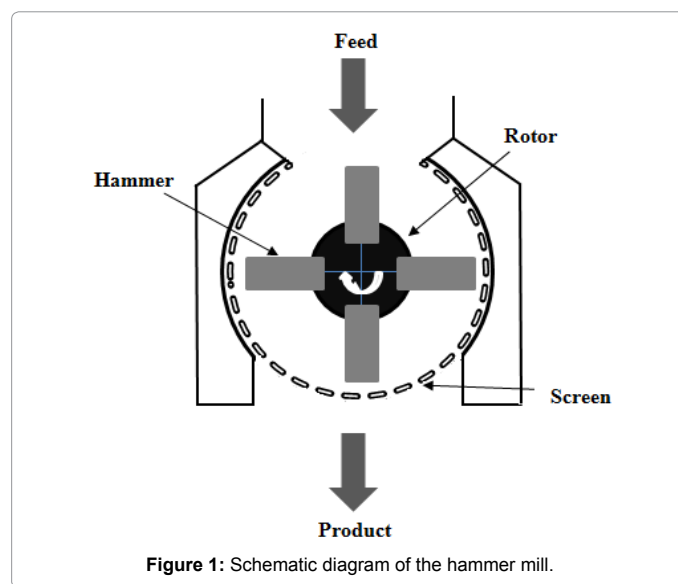 Feed
Rotor
Hammer
Screen
Product
Figure 1: Schematic diagram of the hammer mill.